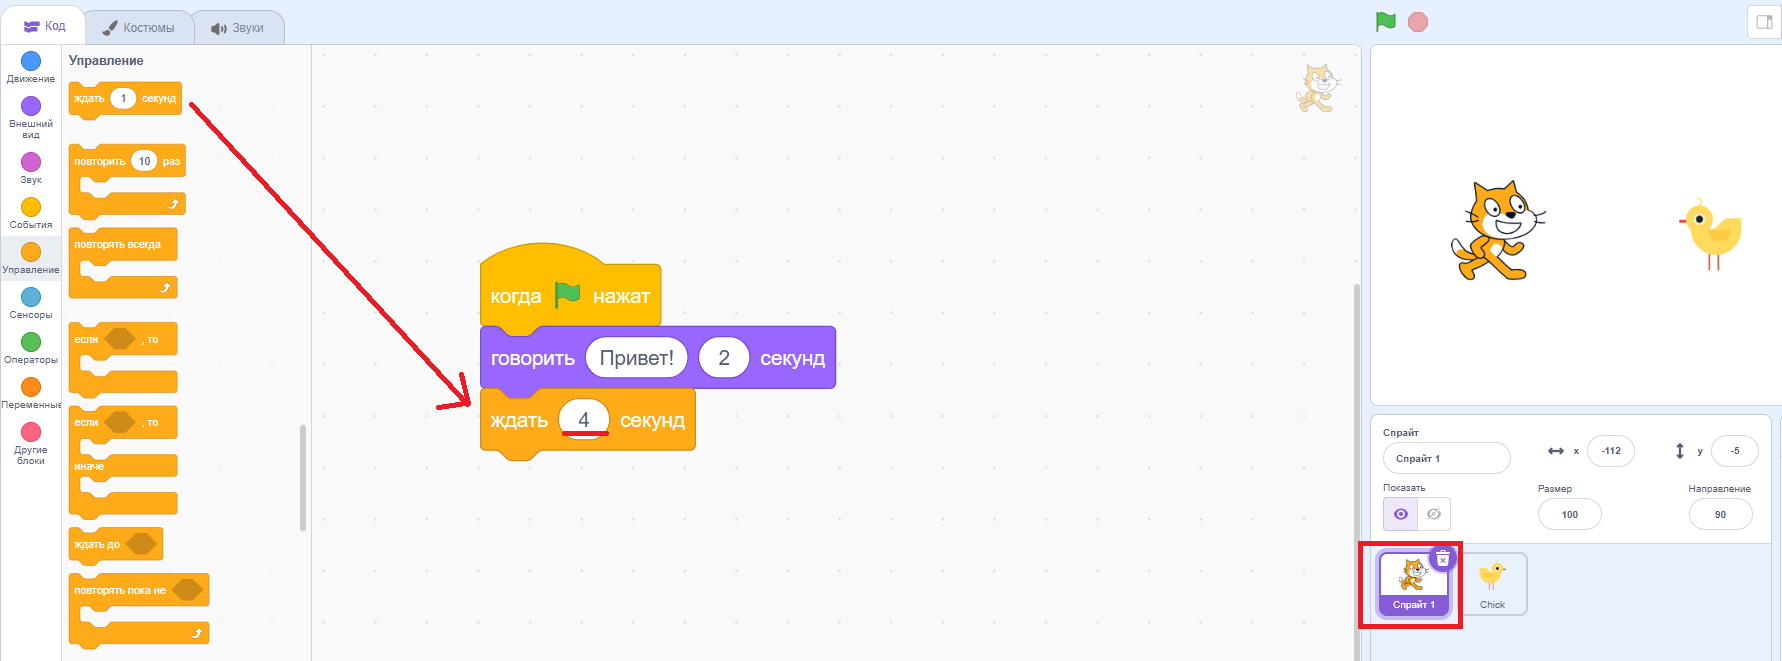 Код
Костюмы
Звуки
Движение
Внешний
вид
Звук
События
Управление
Сенсоры
Операторы
Переменные
Другие
блоки
Управление
ждать 1 секунд
повторить 10 раз
повторять всегда
если , то
если , то
иначе
ждать до
повторять пока не
когда нажат
говорить Привет! 2 секунд
ждать 4 секунд
Спрайт
Спрайт 1
x -112
y -5
Показать
Размер
100
Направление
90
Спрайт 1
Chick